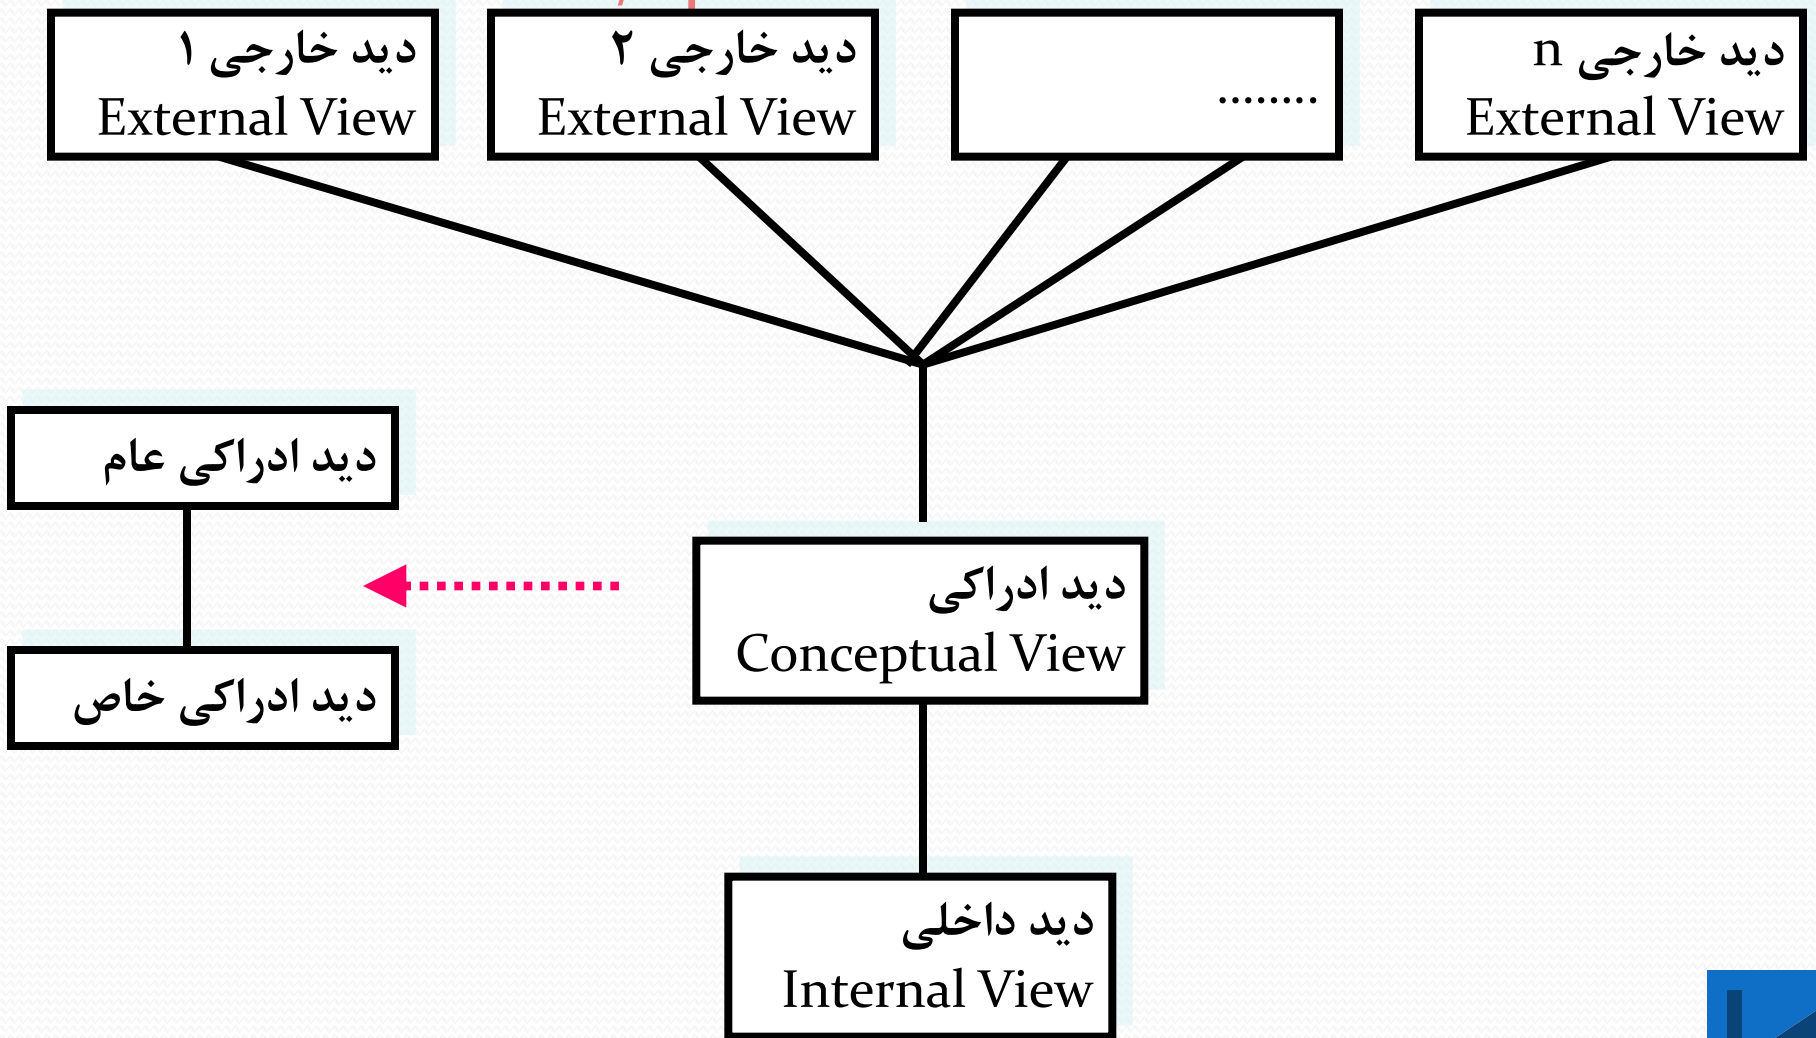 دید خارجی ۱
External View
دید خارجی ۲
External View
........
دید خارجی n
External View
دید ادراکی عام
دید ادراکی خاص
دید ادراکی
Conceptual View
دید داخلی
Internal View